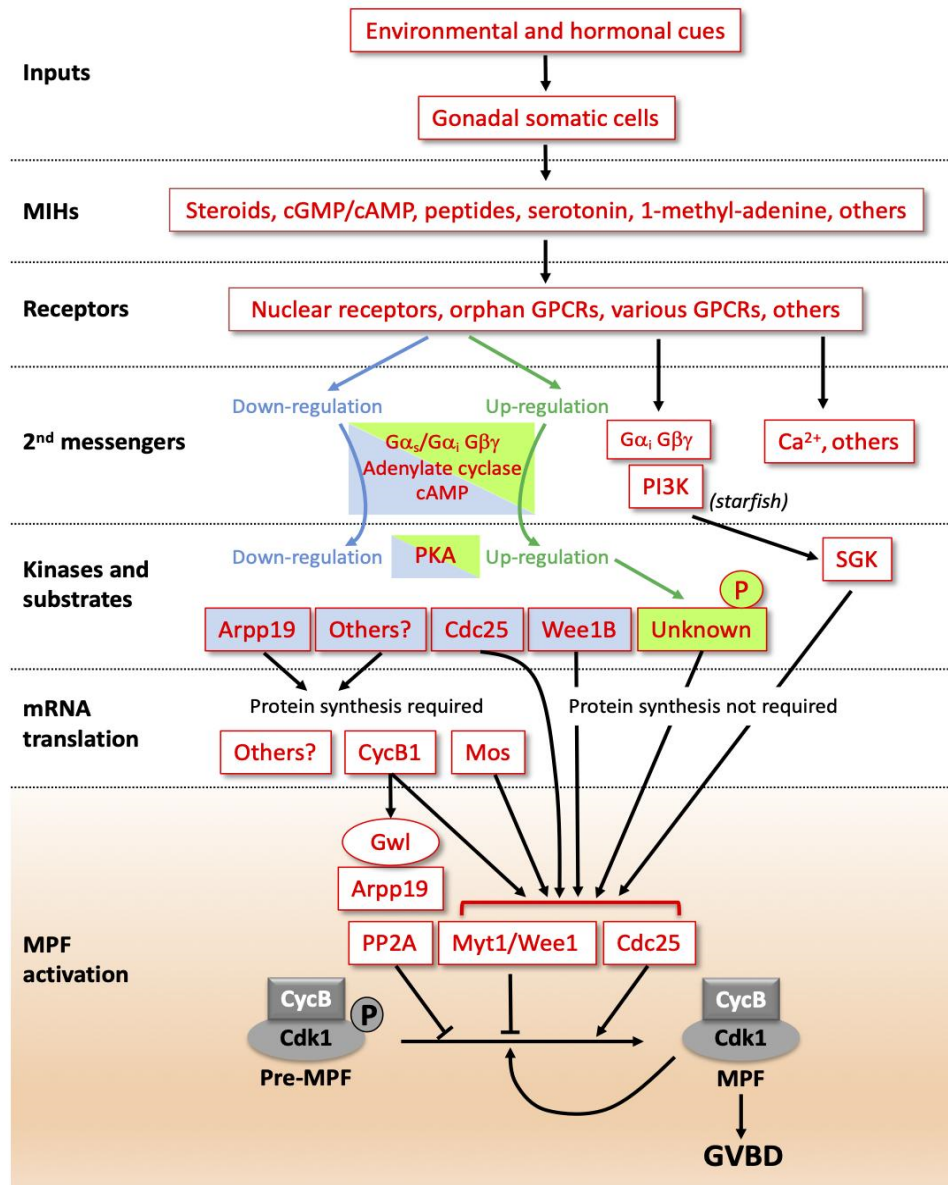 Environmental and hormonal cues
Inputs
Gonadal somatic cells
MIHs
Steroids, cGMP/cAMP, peptides, serotonin, 1-methyl-adenine, others
Receptors
Nuclear receptors, orphan GPCRs, various GPCRs, others
Down-regulation
Up-regulation
2nd messengers
Gαs/Gαi Gβγ
Adenylate cyclase
cAMP
Gαi Gβγ
PI3K
(starfish)
Ca2+, others
Kinases and
substrates
Down-regulation
PKA
Up-regulation
SGK
P
Arpp19
Others?
Cdc25
Wee1B
Unknown
mRNA
translation
Protein synthesis required
Protein synthesis not required
Others?
CycB1
Mos
MPF
activation
Gwl
Arpp19
PP2A
Myt1/Wee1
Cdc25
CycB
P
Cdk1
Pre-MPF
CycB
Cdk1
MPF
GVBD